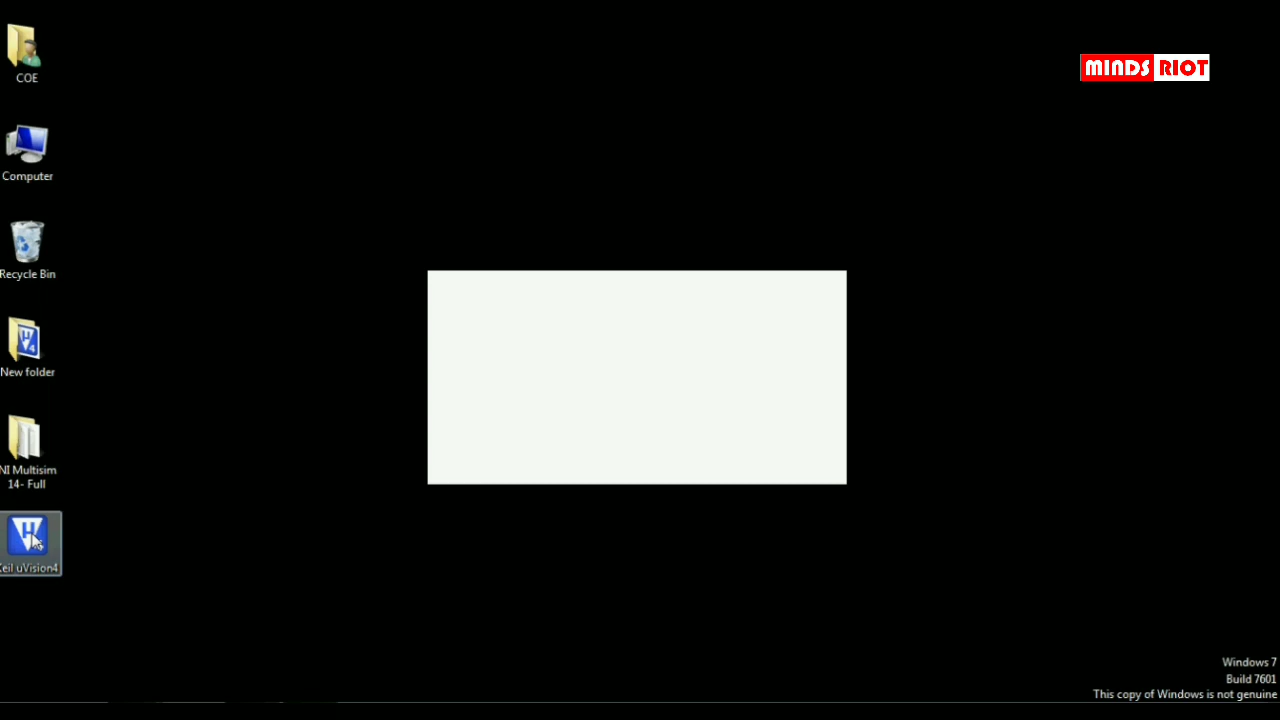 MINDS RIOT
COE
Computer
Recycle Bin
New folder
NI Multisim
14- Full
Keil uVision4
Windows 7
Build 7601
This copy of Windows is not genuine